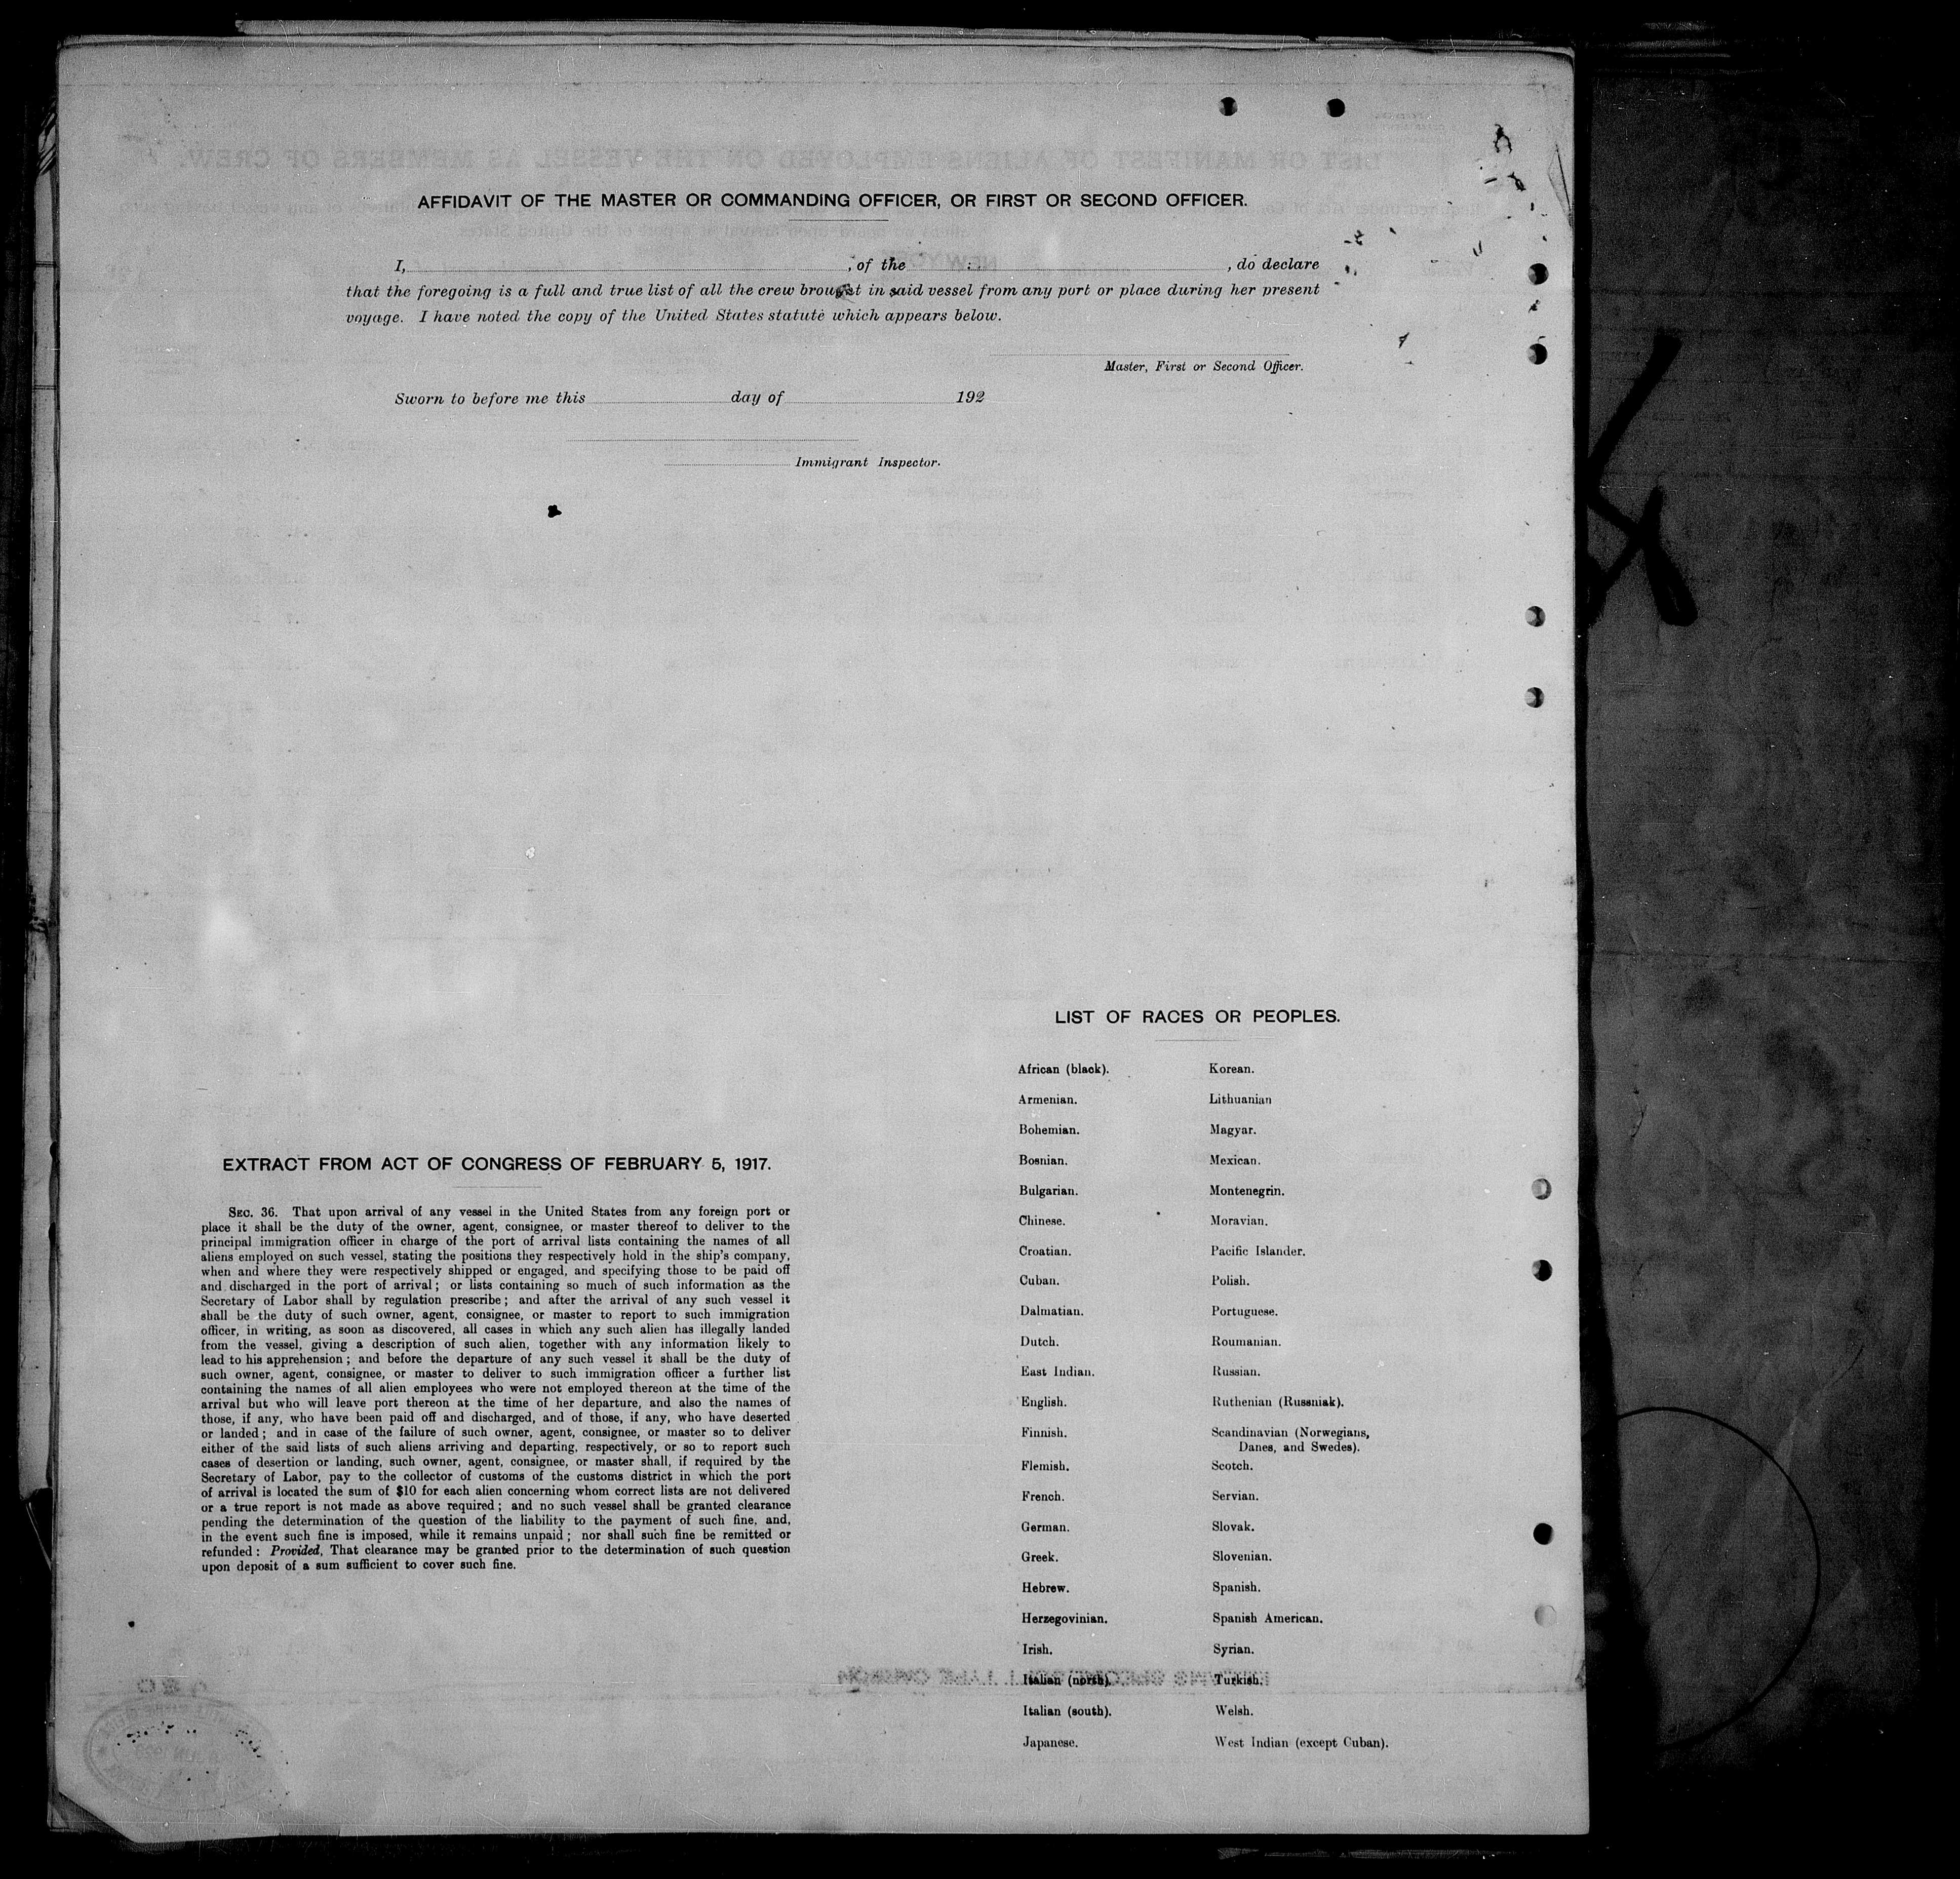 AFFIDAVIT OF THE MASTER OR COMMANDING OFFICER, OR FIRST OR SECOND OFFICER.
I, , of the , do declare
that the foregoing is a full and true list of all the crew brought in said vessel from any port or place during her present
voyage. I have noted the copy of the United States statute which appears below.
Master, First or Second Officer.
Sworn to before me this day of 192
Immigrant Inspector.
EXTRACT FROM ACT OF CONGRESS OF FEBRUARY 5, 1917.
SEC. 36. That upon arrival of any vessel in the United States from any foreign port or
place it shall be the duty of the owner, agent, consignee, or master thereof to deliver to the
principal immigration officer in charge of the port of arrival lists containing the names of all
aliens employed on such vessel, stating the positions they respectively hold in the ship's company,
when and where they were respectively shipped or engaged, and specifying those to be paid off
and discharged in the port of arrival; or lists containing so much of such information as the
Secretary of Labor shall by regulation prescribe; and after the arrival of any such vessel it
shall be the duty of such owner, agent, consignee, or master to report to such immigration
officer, in writing, as soon as discovered, all cases in which any such alien has illegally landed
from the vessel, giving a description of such alien, together with any information likely to
lead to his apprehension; and before the departure of any such vessel it shall be the duty of
such owner, agent, consignee, or master to deliver to such immigration officer a further list
containing the names of all alien employees who were not employed thereon at the time of the
arrival but who will leave port thereon at the time of her departure, and also the names of
those, if any, who have been paid off and discharged, and of those, if any, who have deserted
or landed; and in case of the failure of such owner, agent, consignee, or master so to deliver
either of the said lists of such aliens arriving and departing, respectively, or so to report such
cases of desertion or landing, such owner, agent, consignee, or master shall, if required by the
Secretary of Labor, pay to the collector of customs of the customs district in which the port
of arrival is located the sum of $10 for each alien concerning whom correct lists are not delivered
or a true report is not made as above required; and no such vessel shall be granted clearance
pending the determination of the question of the liability to the payment of such fine, and,
in the event such fine is imposed, while it remains unpaid; nor shall such fine be remitted or
refunded: Provided, That clearance may be granted prior to the determination of such question
upon deposit of a sum sufficient to cover such fine.
LIST OF RACES OR PEOPLES.
African (black).
Armenian.
Bohemian.
Bosnian.
Bulgarian.
Chinese.
Croatian.
Cuban.
Dalmatian.
Dutch.
East Indian.
English.
Finnish.
Flemish.
French.
German.
Greek.
Hebrew.
Herzegovinian.
Irish.
Italian (north).
Italian (south).
Japanese.
Korean.
Lithuanian
Magyar.
Mexican.
Montenegrin.
Moravian.
Pacific Islander.
Polish.
Portuguese.
Roumanian.
Russian.
Ruthenian (Russniak).
Scandinavian (Norwegians,
Danes, and Swedes).
Scotch.
Servian.
Slovak.
Slovenian.
Spanish.
Spanish American.
Syrian.
Turkish.
Welsh.
West Indian (except Cuban).